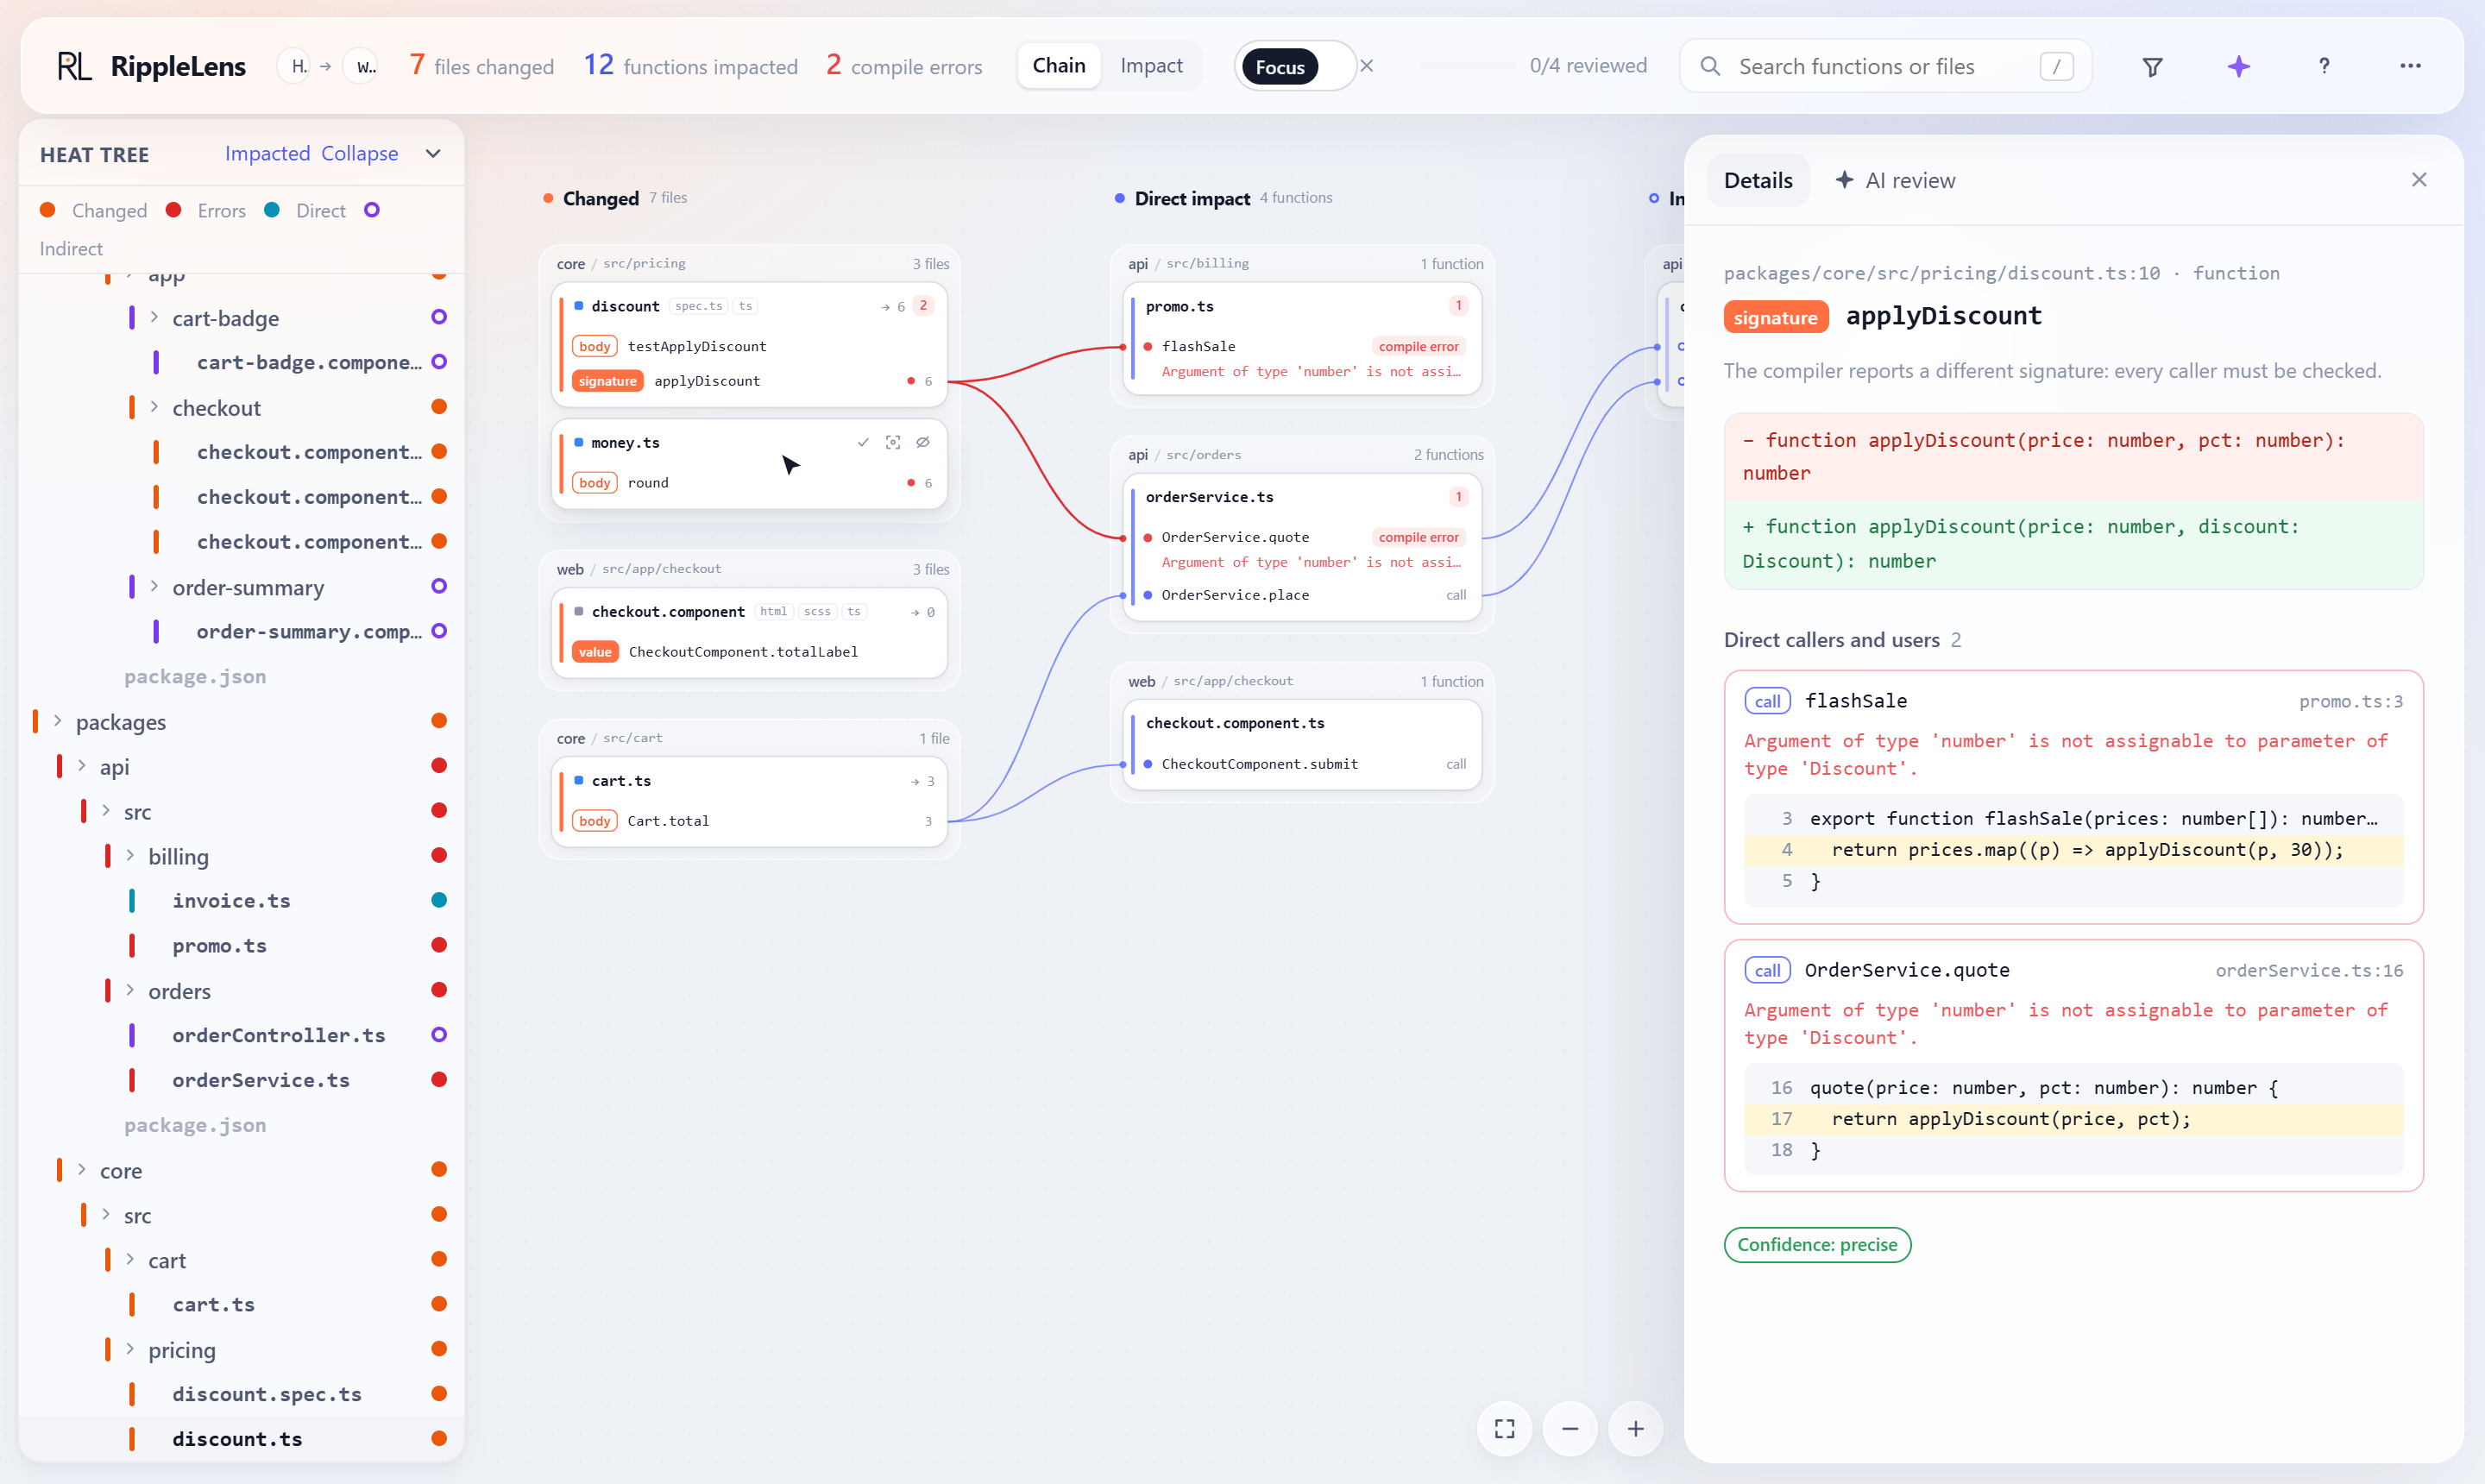 RL RippleLens H. → w.. 7 files changed 12 functions impacted 2 compile errors Chain Impact Focus × 0/4 reviewed Search functions or files / ? ···
HEAT TREE Impacted Collapse
Changed Errors Direct
Indirect
app
cart-badge
cart-badge.compone…
checkout
checkout.component…
checkout.component…
checkout.component…
order-summary
order-summary.comp…
package.json
packages
api
src
billing
invoice.ts
promo.ts
orders
orderController.ts
orderService.ts
package.json
core
src
cart
cart.ts
pricing
discount.spec.ts
discount.ts
Changed 7 files
core / src/pricing 3 files
discount spec.ts ts → 6 2
body testApplyDiscount
signature applyDiscount 6
money.ts
body round 6
web / src/app/checkout 3 files
checkout.component html scss ts → 0
value CheckoutComponent.totalLabel
core / src/cart 1 file
cart.ts → 3
body Cart.total 3
Direct impact 4 functions
api / src/billing 1 function
promo.ts 1
flashSale compile error
Argument of type 'number' is not assi…
api / src/orders 2 functions
orderService.ts 1
OrderService.quote compile error
Argument of type 'number' is not assi…
OrderService.place call
web / src/app/checkout 1 function
checkout.component.ts
CheckoutComponent.submit call
In
api
Details AI review
packages/core/src/pricing/discount.ts:10 · function
signature applyDiscount
The compiler reports a different signature: every caller must be checked.
− function applyDiscount(price: number, pct: number):
number
+ function applyDiscount(price: number, discount:
Discount): number
Direct callers and users 2
call flashSale promo.ts:3
Argument of type 'number' is not assignable to parameter of
type 'Discount'.
3 export function flashSale(prices: number[]): number…
4 return prices.map((p) => applyDiscount(p, 30));
5 }
call OrderService.quote orderService.ts:16
Argument of type 'number' is not assignable to parameter of
type 'Discount'.
16 quote(price: number, pct: number): number {
17 return applyDiscount(price, pct);
18 }
Confidence: precise